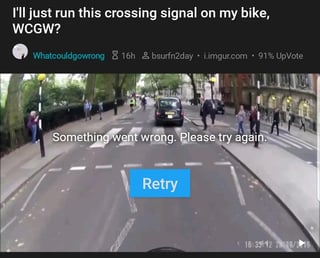 I'll just run this crossing signal on my bike,
WCGW?
Whatcouldgowrong 16h bsurfn2day • i.imgur.com • 91% UpVote
Something went wrong. Please try again.
Retry